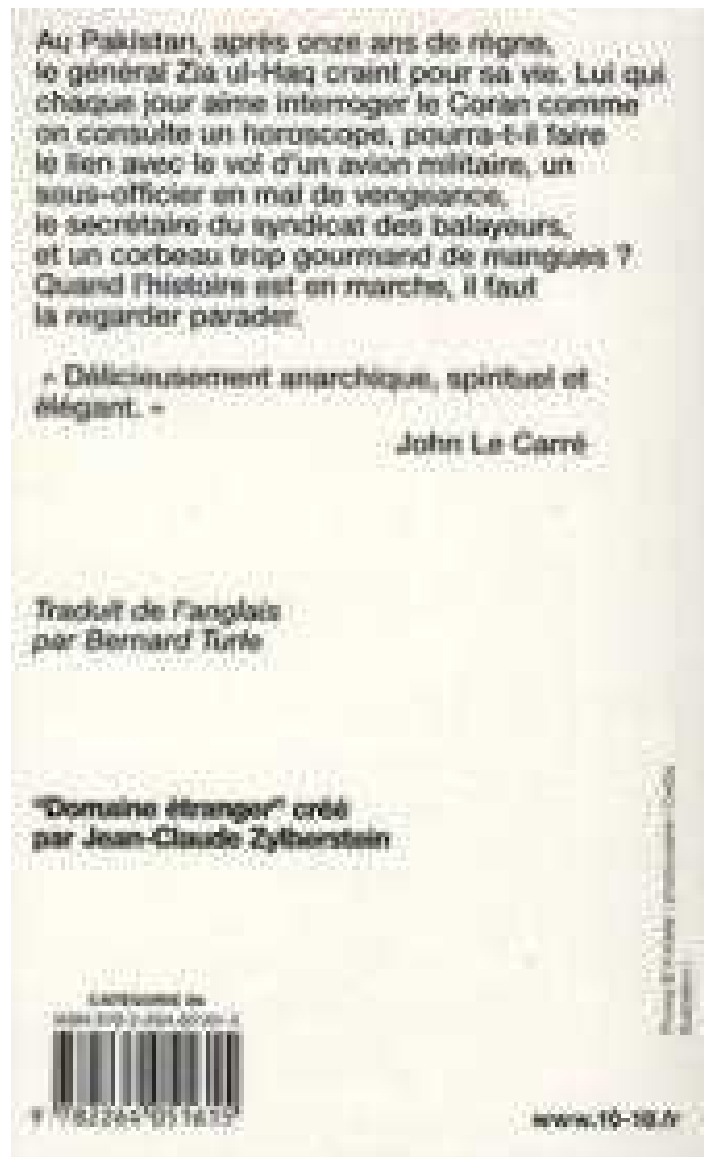 Au Pakistan, après onze ans de règne,
le général Zia ul-Haq craint pour sa vie. Lui qui
chaque jour aime interroger le Coran comme
on consulte un horoscope, pourra-t-il faire
le lien avec le vol d'un avion militaire, un
sous-officier en mal de vengeance,
le secrétaire du syndicat des balayeurs,
et un corbeau trop gourmand de mangues ?
Quand l'histoire est en marche, il faut
la regarder parader.
« Délicieusement anarchique, spirituel et
élégant. »
John Le Carré
Traduit de l'anglais
par Bernard Turle
"Domaine étranger" créé
par Jean-Claude Zylberstein
CATÉGORIE
ISBN
www.10-18.fr